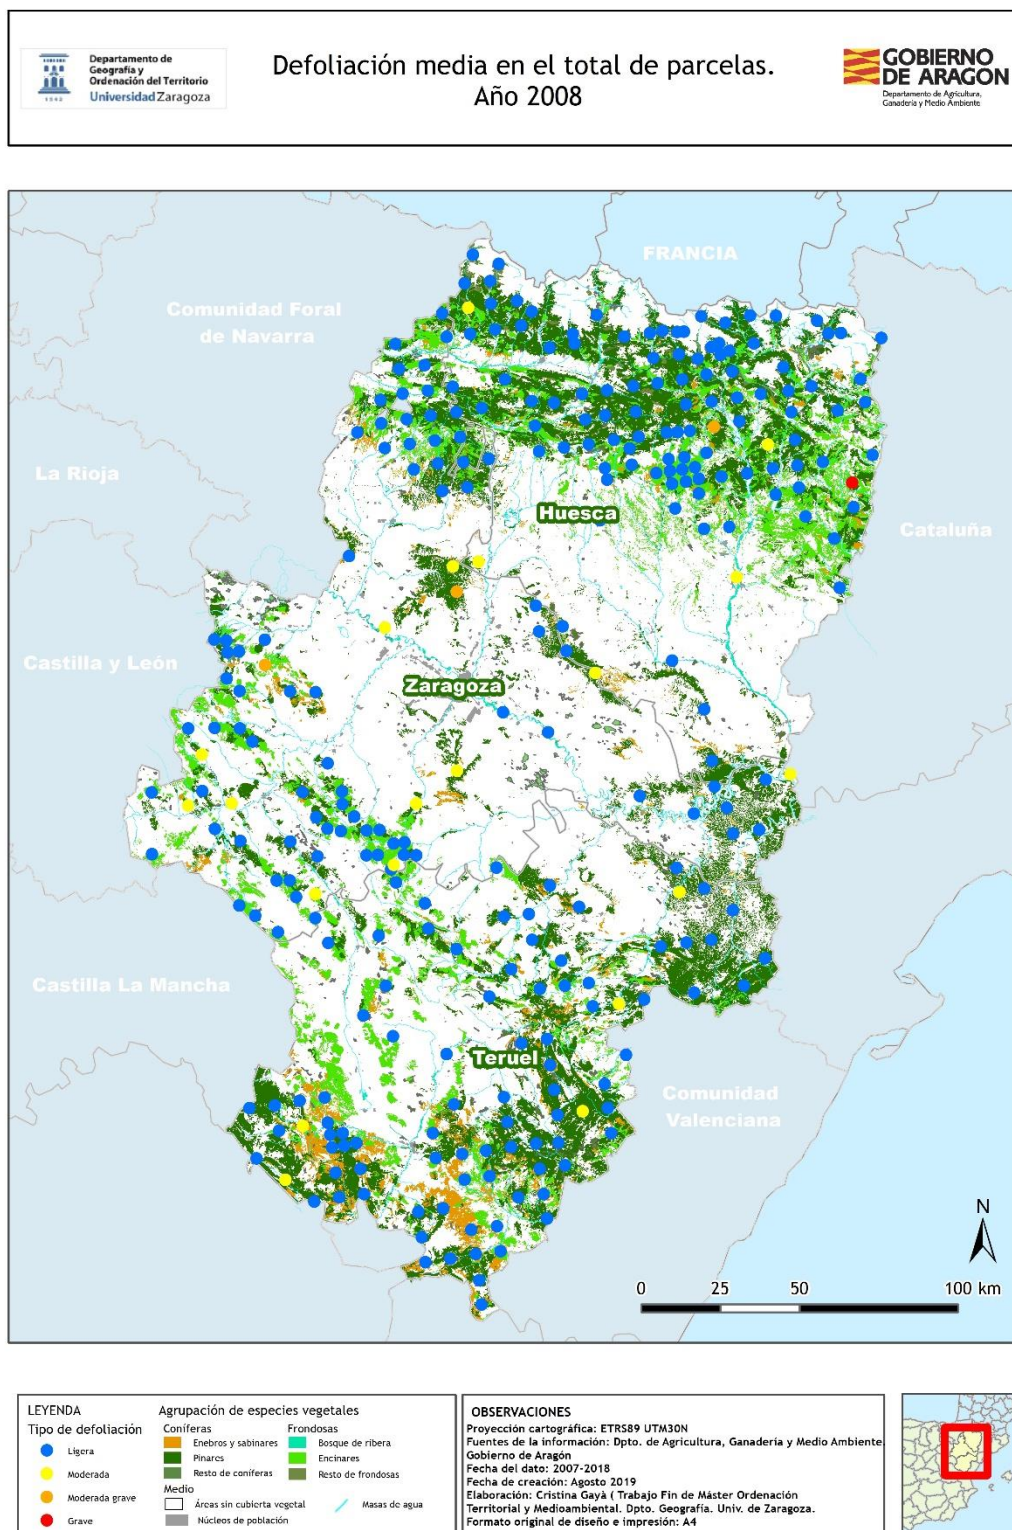 Departamento de
Geografía y
Ordenación del Territorio
Universidad Zaragoza
1542
Defoliación media en el total de parcelas.
Año 2008
GOBIERNO
DE ARAGON
Departamento de Agricultura,
Ganadería y Medio Ambiente
FRANCIA
Comunidad Foral
de Navarra
La Rioja
Huesca
Cataluña
Castilla y León
Zaragoza
Castilla La Mancha
Teruel
Comunidad
Valenciana
N
0 25 50 100 km
LEYENDA
Tipo de defoliación
Ligera
Moderada
Moderada grave
Grave
Agrupación de especies vegetales
Coníferas
Enebros y sabinares
Pinares
Resto de coníferas
Frondosas
Bosque de ribera
Encinares
Resto de frondosas
Medio
Áreas sin cubierta vegetal
Masas de agua
Núcleos de población
OBSERVACIONES
Proyección cartográfica: ETRS89 UTM30N
Fuentes de la información: Dpto. de Agricultura, Ganadería y Medio Ambiente.
Gobierno de Aragón
Fecha del dato: 2007-2018
Fecha de creación: Agosto 2019
Elaboración: Cristina Gayà ( Trabajo Fin de Máster Ordenación
Territorial y Medioambiental. Dpto. Geografía. Univ. de Zaragoza.
Formato original de diseño e impresión: A4